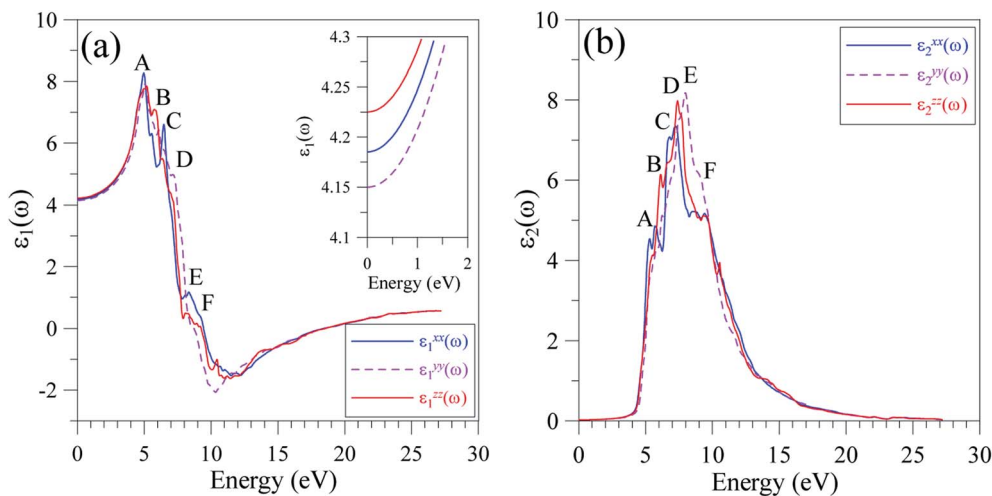 (a)
10
8
6
4
2
0
-2
ε₁(ω)
A
B
C
D
E
F
4.3
4.25
4.2
4.15
4.1
ε₁(ω)
0 1 2
Energy (eV)
ε₁ˣˣ(ω)
ε₁ʸʸ(ω)
ε₁ᶻᶻ(ω)
0 5 10 15 20 25 30
Energy (eV)
(b)
10
8
6
4
2
0
ε₂(ω)
A
B
C
D
E
F
ε₂ˣˣ(ω)
ε₂ʸʸ(ω)
ε₂ᶻᶻ(ω)
0 5 10 15 20 25 30
Energy (eV)